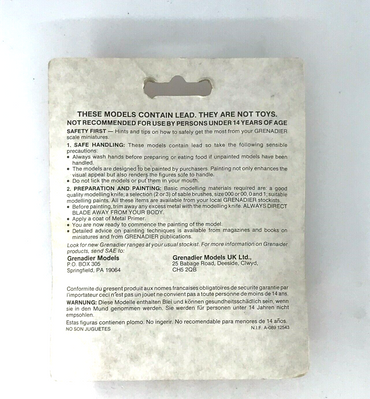 THESE MODELS CONTAIN LEAD. THEY ARE NOT TOYS.
NOT RECOMMENDED FOR USE BY PERSONS UNDER 14 YEARS OF AGE
SAFETY FIRST — Hints and tips on how to safely get the most from your GRENADIER
scale miniatures.
1. SAFE HANDLING: These models contain lead so take the following sensible
precautions:
• Always wash hands before preparing or eating food if unpainted models have been
handled.
• The models are designed to be painted by purchasers. Painting not only enhances the
visual appeal but also renders the figures safe to handle.
• Do not lick the models or put them in your mouth.
2. PREPARATION AND PAINTING: Basic modelling materials required are a good
quality modelling knife; a selection (2 or 3) of sable brushes, size 000 or 00, 0 and 1; suitable
modelling paints. All these items are available from your local GRENADIER stockists.
• Before painting, trim away any excess metal with the modelling knife. ALWAYS DIRECT
BLADE AWAY FROM YOUR BODY.
• Apply a coat of Metal Primer.
• You are now ready to commence the painting of the model.
• Detailed advice on painting techniques is available from magazines and books on
miniatures and from GRENADIER publications.
Look for new Grenadier ranges at your usual stockist. For more information on Grenadier
products, send SAE to:
Grenadier Models
P.O. BOX 305
Springfield, PA 19064
Grenadier Models UK Ltd.,
25 Babage Road, Deeside, Clwyd,
CH5 2QB
Conformite du present produit aux normes francaises obligatoires de securite garantie par
l'importateur ceci n'est pas un jouet ne convient pas a toute personne de moins de 14 ans.
WARNUNG: Diese Modelle enthalten Blei und können gesundheitsschädlich sein, wenn
sie in den Mund genommen werden. Sie werden für personen unter 14 Jahren nicht
empohlen.
Estas figuras contienen plomo. No ingerir. No recomendable para menores de 14 años.
NO SON JUGUETES
N.I.F. A-089 12543